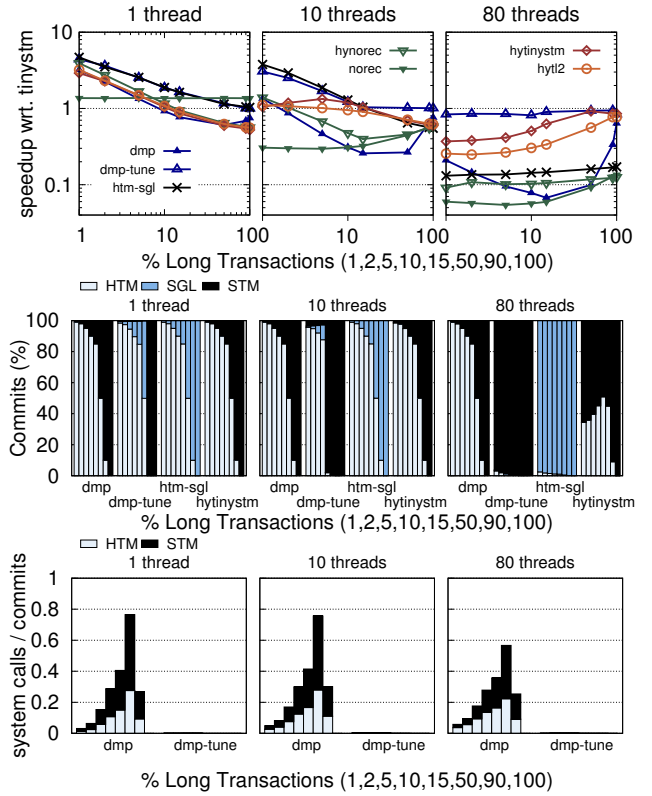 1 thread 10 threads 80 threads
speedup wrt. tinystm
10
1
0.1
hynorec
norec
hytinystm
hytl2
dmp
dmp-tune
htm-sgl
1 10 100 10 100 10 100
% Long Transactions (1,2,5,10,15,50,90,100)
HTM SGL STM
1 thread 10 threads 80 threads
Commits (%)
100
80
60
40
20
0
dmp htm-sgl dmp htm-sgl dmp htm-sgl
dmp-tune hytinystm dmp-tune hytinystm dmp-tune hytinystm
% Long Transactions (1,2,5,10,15,50,90,100)
HTM STM
1 thread 10 threads 80 threads
system calls / commits
1
0.8
0.6
0.4
0.2
0
dmp dmp-tune dmp dmp-tune dmp dmp-tune
% Long Transactions (1,2,5,10,15,50,90,100)